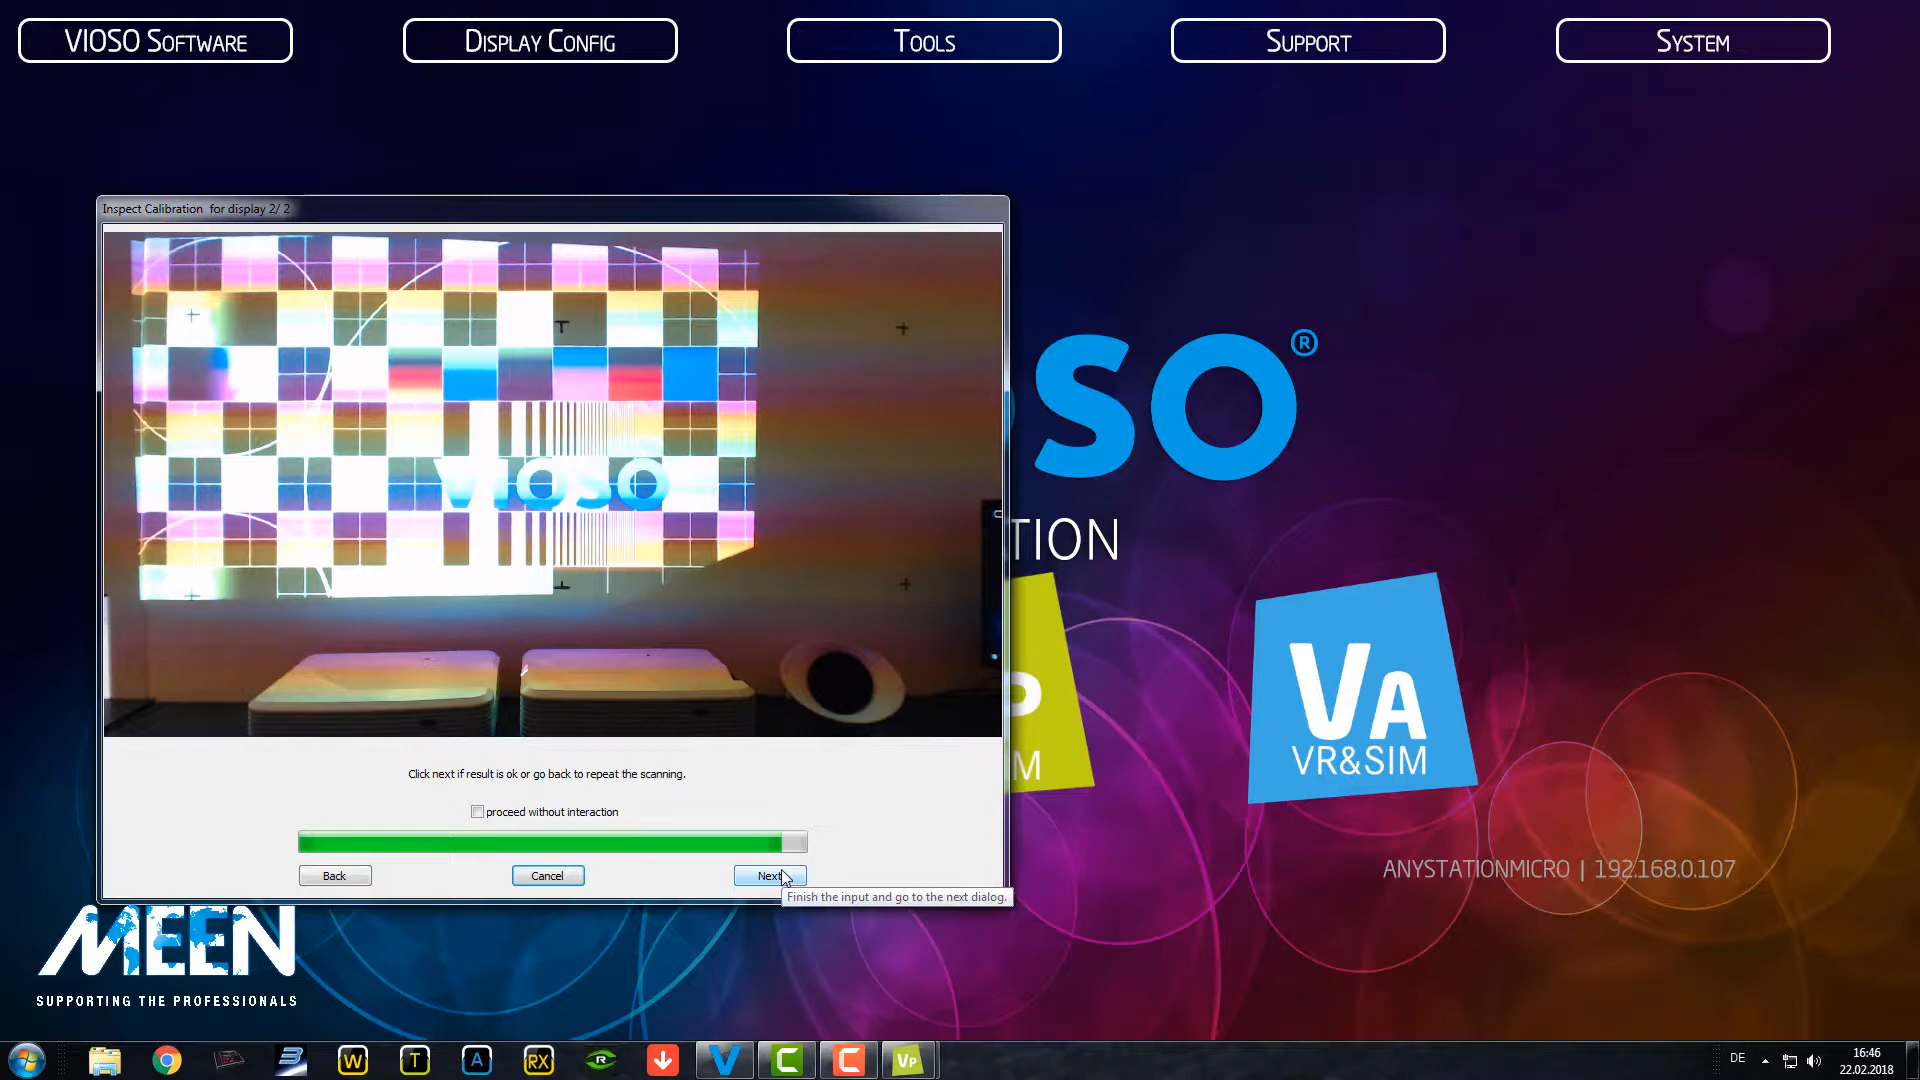 VIOSO SOFTWARE
DISPLAY CONFIG
TOOLS
SUPPORT
SYSTEM
Inspect Calibration for display 2/ 2
VIOSO
OSO®
TION
P
M
VA
VR&SIM
Click next if result is ok or go back to repeat the scanning.
proceed without interaction
Back
Cancel
Next
Finish the input and go to the next dialog.
ANYSTATIONMICRO | 192.168.0.107
MEEN
SUPPORTING THE PROFESSIONALS
W
T
A
RX
R
V
C
C
VP
DE
16:46
22.02.2018